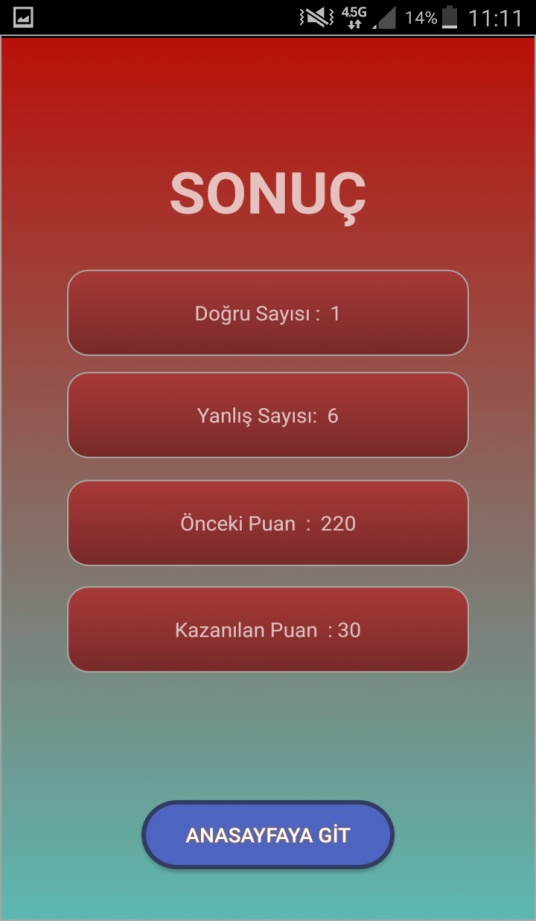 4.5G 14% 11:11
SONUÇ
Doğru Sayısı : 1
Yanlış Sayısı: 6
Önceki Puan : 220
Kazanılan Puan : 30
ANASAYFAYA GİT